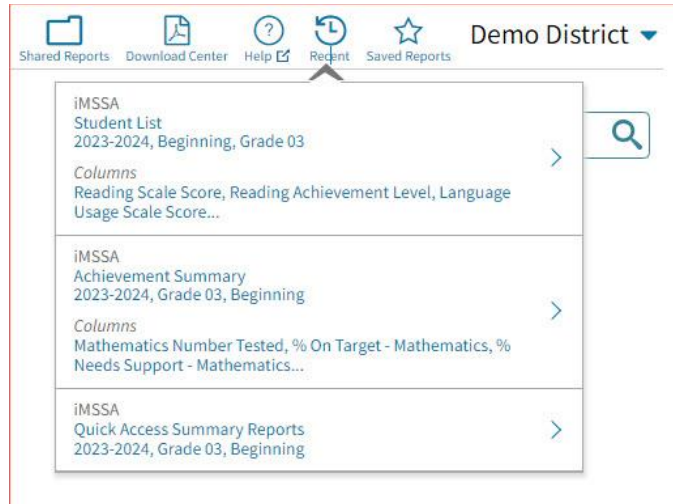 Shared Reports Download Center Help Recent Saved Reports Demo District
iMSSA
Student List
2023-2024, Beginning, Grade 03
Columns
Reading Scale Score, Reading Achievement Level, Language
Usage Scale Score...
iMSSA
Achievement Summary
2023-2024, Grade 03, Beginning
Columns
Mathematics Number Tested, % On Target - Mathematics, %
Needs Support - Mathematics...
iMSSA
Quick Access Summary Reports
2023-2024, Grade 03, Beginning